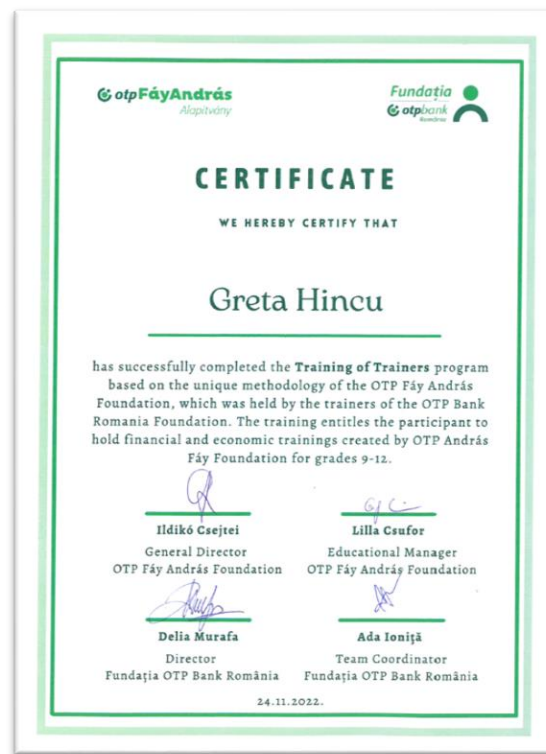 otp FáyAndrás
Alapítvány
Fundația
otpbank
România
CERTIFICATE
WE HEREBY CERTIFY THAT
Greta Hincu
has successfully completed the Training of Trainers program
based on the unique methodology of the OTP Fáy András
Foundation, which was held by the trainers of the OTP Bank
Romania Foundation. The training entitles the participant to
hold financial and economic trainings created by OTP András
Fáy Foundation for grades 9-12.
Ildikó Csejtei
General Director
OTP Fáy András Foundation
Lilla Csufor
Educational Manager
OTP Fáy András Foundation
Delia Murafa
Director
Fundația OTP Bank România
Ada Ioniță
Team Coordinator
Fundația OTP Bank România
24.11.2022.